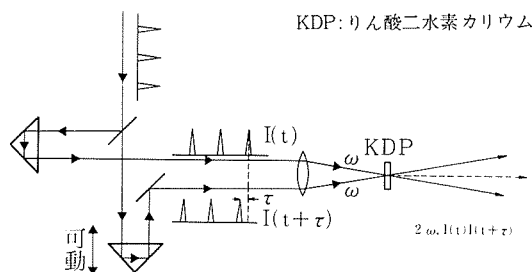 KDP:りん酸二水素カリウム
I(t)
KDP
ω
ω
τ
I(t+τ)
2ω, I(t)I(t+τ)
可動